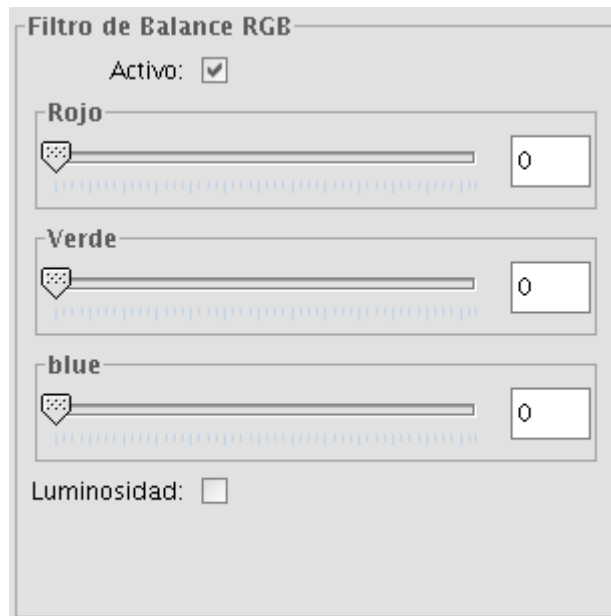 Filtro de Balance RGB
Activo:
Rojo
0
Verde
0
blue
0
Luminosidad: